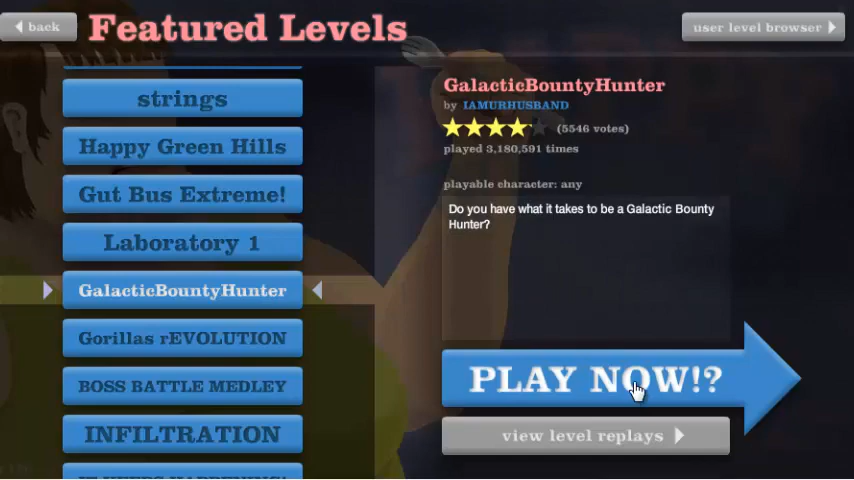 back
Featured Levels
user level browser
strings
Happy Green Hills
Gut Bus Extreme!
Laboratory 1
GalacticBountyHunter
Gorillas rEVOLUTION
BOSS BATTLE MEDLEY
INFILTRATION
GalacticBountyHunter
by IAMURHUSBAND
(5546 votes)
played 3,180,591 times
playable character: any
Do you have what it takes to be a Galactic Bounty
Hunter?
PLAY NOW!?
view level replays